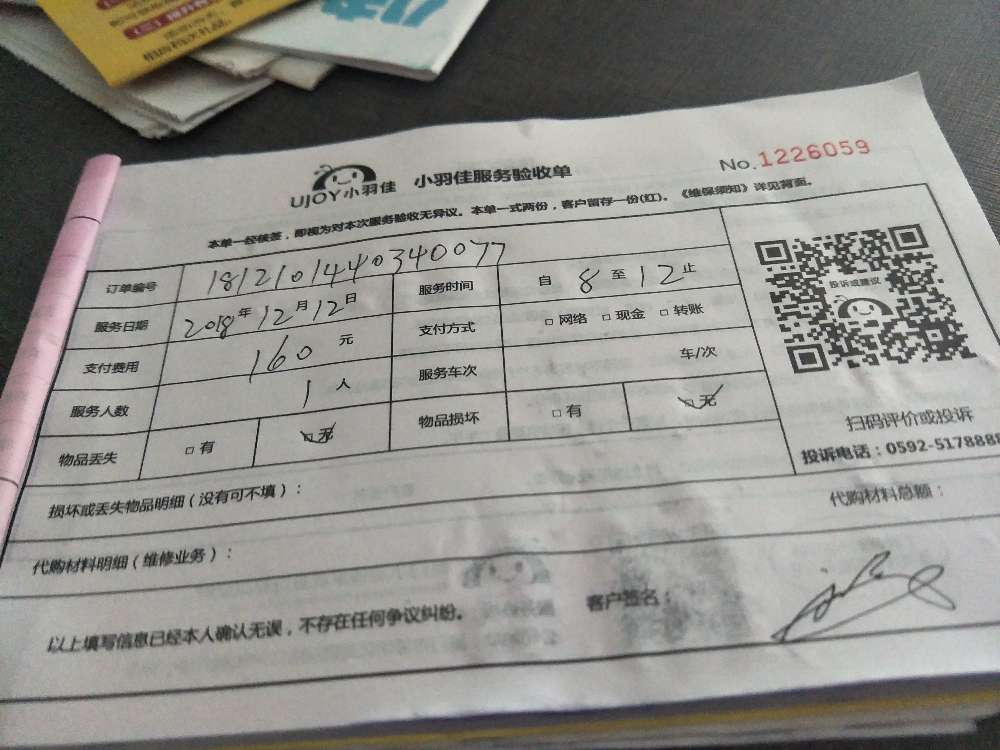 UJOY小羽佳 小羽佳服务验收单 No.1226059
本单一经核签，即视为对本次服务验收无异议。本单一式两份，客户留存一份(红)。《维保须知》详见背面。
订单编号 1812101440340077 服务时间 自 8 至 12 止
服务日期 2018年12月12日 支付方式 □ 网络 □ 现金 □ 转账
支付费用 160 元 服务车次 车/次
服务人数 1 人 物品损坏 □ 有 □ 无
物品丢失 □ 有 □ 无
投诉或建议
扫码评价或投诉
投诉电话：0592-5178888
损坏或丢失物品明细（没有可不填）：
代购材料总额：
代购材料明细（维修业务）：
以上填写信息已经本人确认无误，不存在任何争议纠纷。 客户签名：